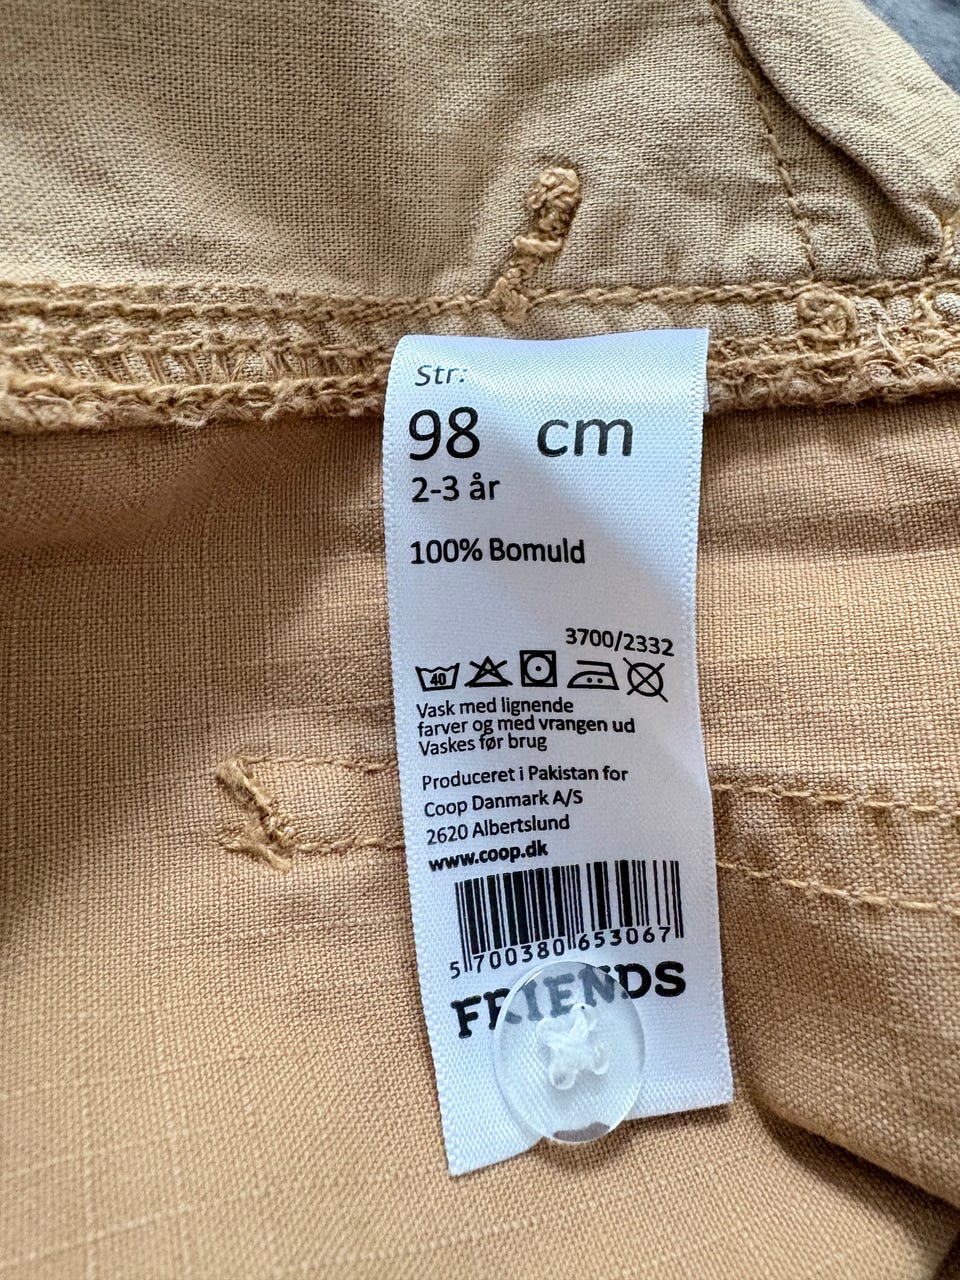 Str:
98 cm
2-3 år
100% Bomuld
3700/2332
40
Vask med lignende
farver og med vrangen ud
Vaskes før brug
Produceret i Pakistan for
Coop Danmark A/S
2620 Albertslund
www.coop.dk
5 700380 653067
FRIENDS